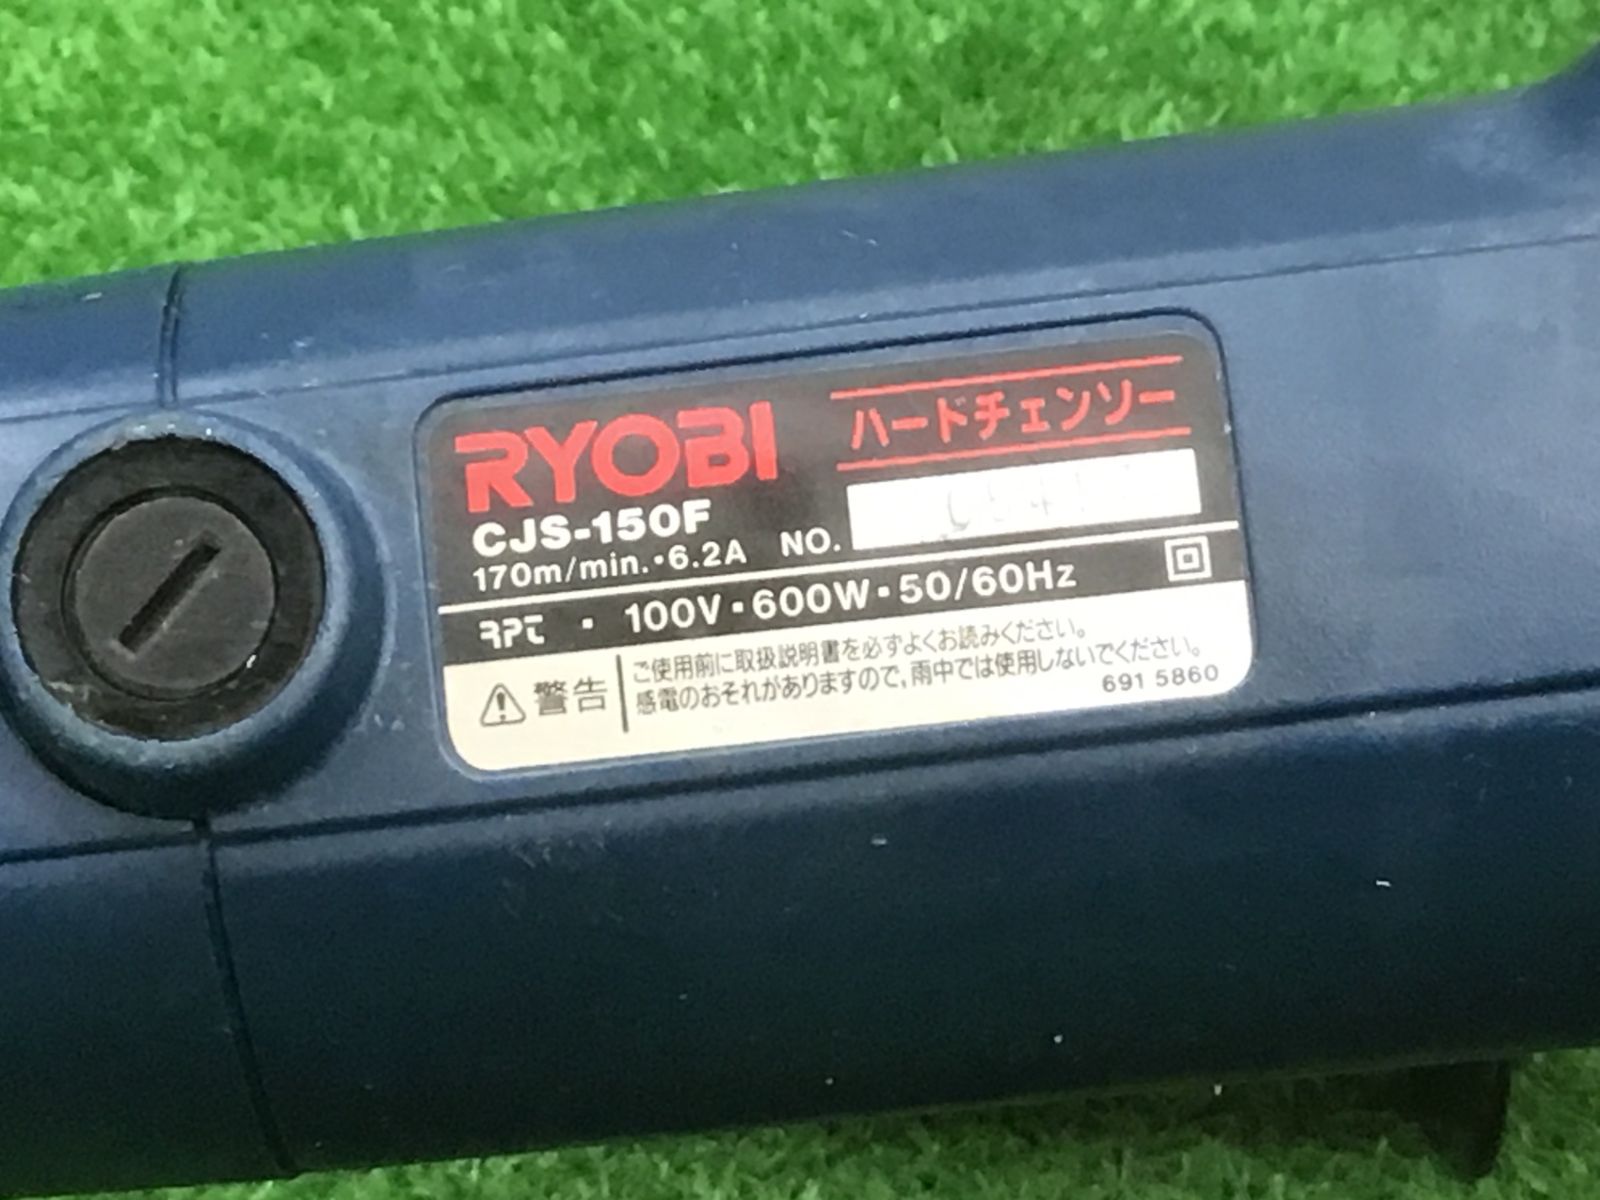 RYOBI
ハードチェンソー
CJS-150F
170m/min.・6.2A NO.
100V・600W・50/60Hz
警告
ご使用前に取扱説明書を必ずよくお読みください。
感電のおそれがありますので、雨中では使用しないでください。
691 5860